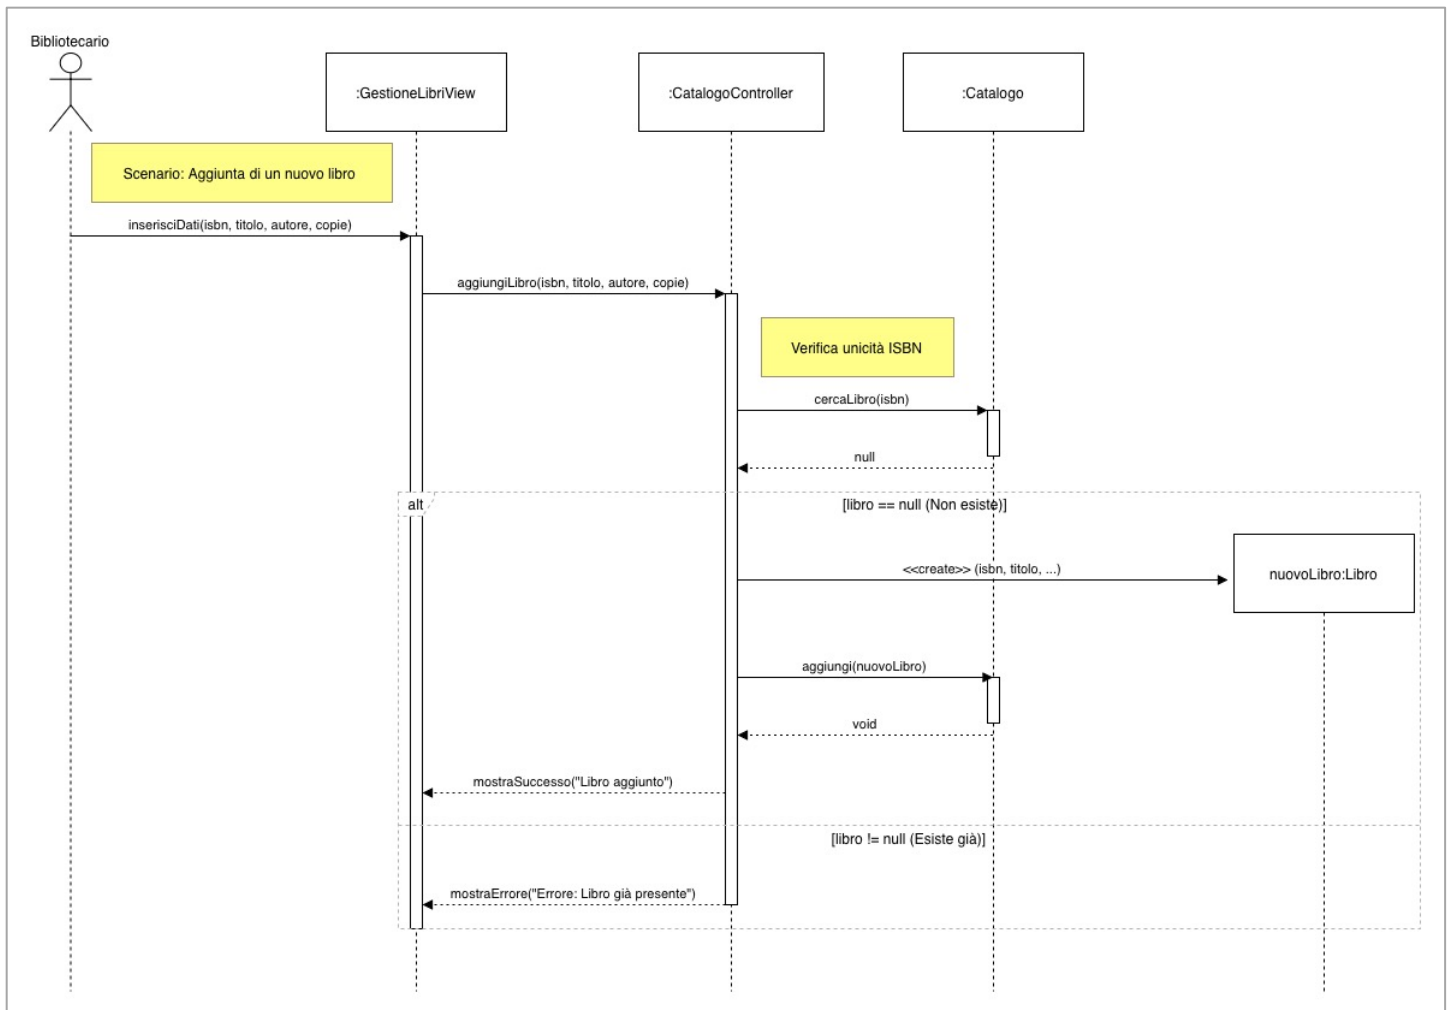 Bibliotecario
:GestioneLibriView
:CatalogoController
:Catalogo
Scenario: Aggiunta di un nuovo libro
inserisciDati(isbn, titolo, autore, copie)
aggiungiLibro(isbn, titolo, autore, copie)
Verifica unicità ISBN
cercaLibro(isbn)
null
alt
[libro == null (Non esiste)]
<<create>> (isbn, titolo, ...)
nuovoLibro:Libro
aggiungi(nuovoLibro)
void
mostraSuccesso("Libro aggiunto")
[libro != null (Esiste già)]
mostraErrore("Errore: Libro già presente")